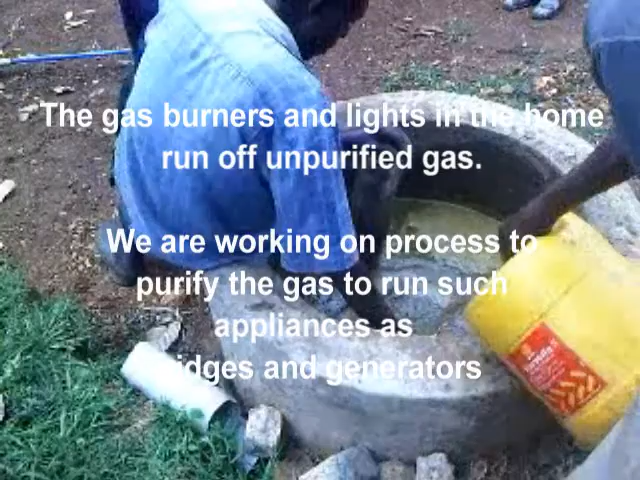 The gas burners and lights in the home
run off unpurified gas.
We are working on process to
purify the gas to run such
appliances as
fridges and generators